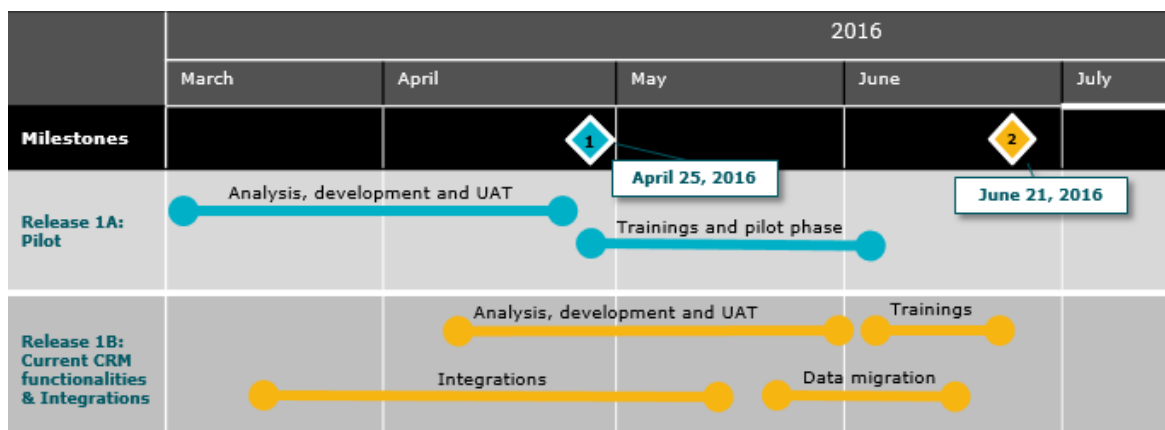 2016
March April May June July
Milestones 1 2
April 25, 2016
June 21, 2016
Release 1A:
Pilot
Analysis, development and UAT
Trainings and pilot phase
Release 1B:
Current CRM
functionalities
& Integrations
Analysis, development and UAT
Trainings
Integrations
Data migration